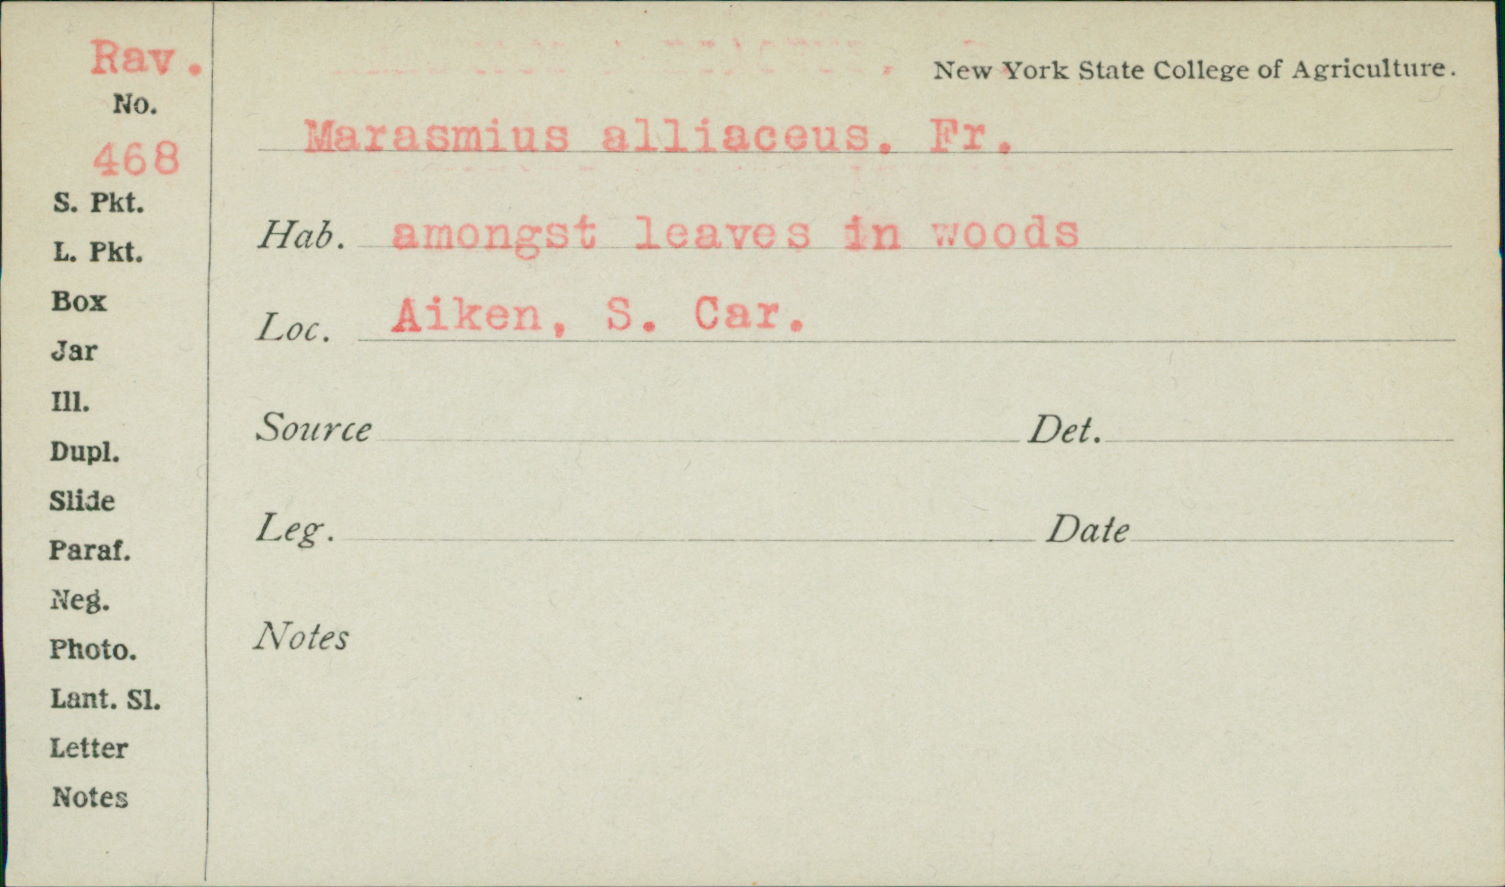 Rav.
No.
468
S. Pkt.
L. Pkt.
Box
Jar
Ill.
Dupl.
Slide
Paraf.
Neg.
Photo.
Lant. Sl.
Letter
Notes
New York State College of Agriculture.
Marasmius alliaceus. Fr.
Hab. amongst leaves in woods
Loc. Aiken, S. Car.
Source Det.
Leg. Date
Notes